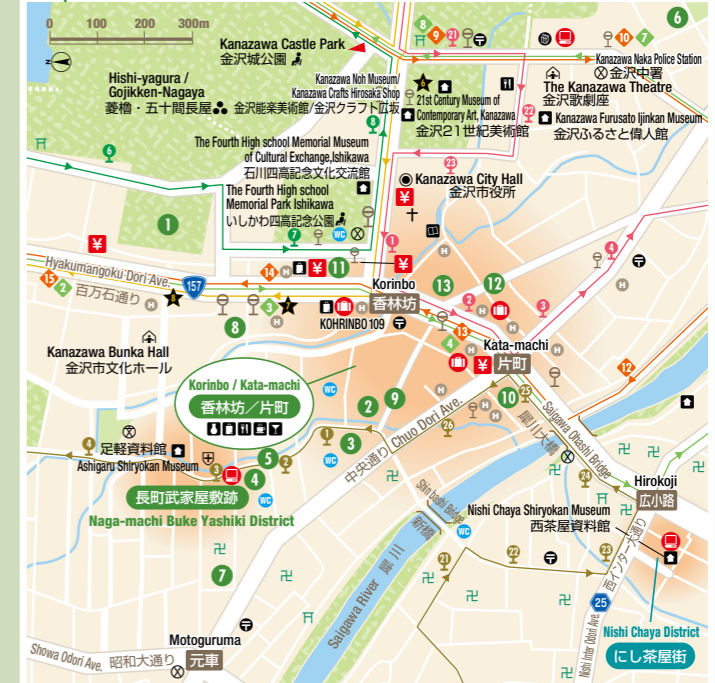 0 100 200 300m
N
Kanazawa Castle Park
金沢城公園
Hishi-yagura /
Gojikken-Nagaya
菱櫓・五十間長屋
Kanazawa Noh Museum/
Kanazawa Crafts Hirosaka Shop
金沢能楽美術館/金沢クラフト広坂
21st Century Museum of
Contemporary Art, Kanazawa
金沢21世紀美術館
Kanazawa Naka Police Station
金沢中署
The Kanazawa Theatre
金沢歌劇座
Kanazawa Furusato Ijinkan Museum
金沢ふるさと偉人館
The Fourth High school Memorial Museum
of Cultural Exchange,Ishikawa
石川四高記念文化交流館
The Fourth High school
Memorial Park Ishikawa
いしかわ四高記念公園
Kanazawa City Hall
金沢市役所
Hyakumangoku Dori Ave.
百万石通り
157
Korinbo
香林坊
KOHRINBO 109
Kata-machi
片町
Kanazawa Bunka Hall
金沢市文化ホール
Korinbo / Kata-machi
香林坊／片町
足軽資料館
Ashigaru Shiryokan Museum
長町武家屋敷跡
Naga-machi Buke Yashiki District
中央通り Chuo Dori Ave.
Saigawa Ohashi Bridge
犀川大橋
Shin bashi Bridge
新橋
Saigawa River 犀川
Hirokoji
広小路
Nishi Chaya Shiryokan Museum
西茶屋資料館
西インター大通り
Nishi Inter Odori Ave.
25
Nishi Chaya District
にし茶屋街
Motoguruma
元車
Showa Odori Ave. 昭和大通り